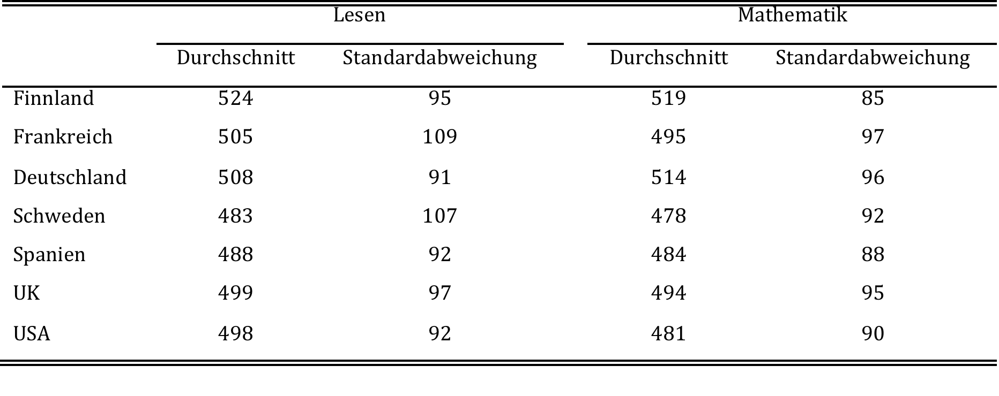 Lesen Mathematik
Durchschnitt Standardabweichung Durchschnitt Standardabweichung
Finnland 524 95 519 85
Frankreich 505 109 495 97
Deutschland 508 91 514 96
Schweden 483 107 478 92
Spanien 488 92 484 88
UK 499 97 494 95
USA 498 92 481 90